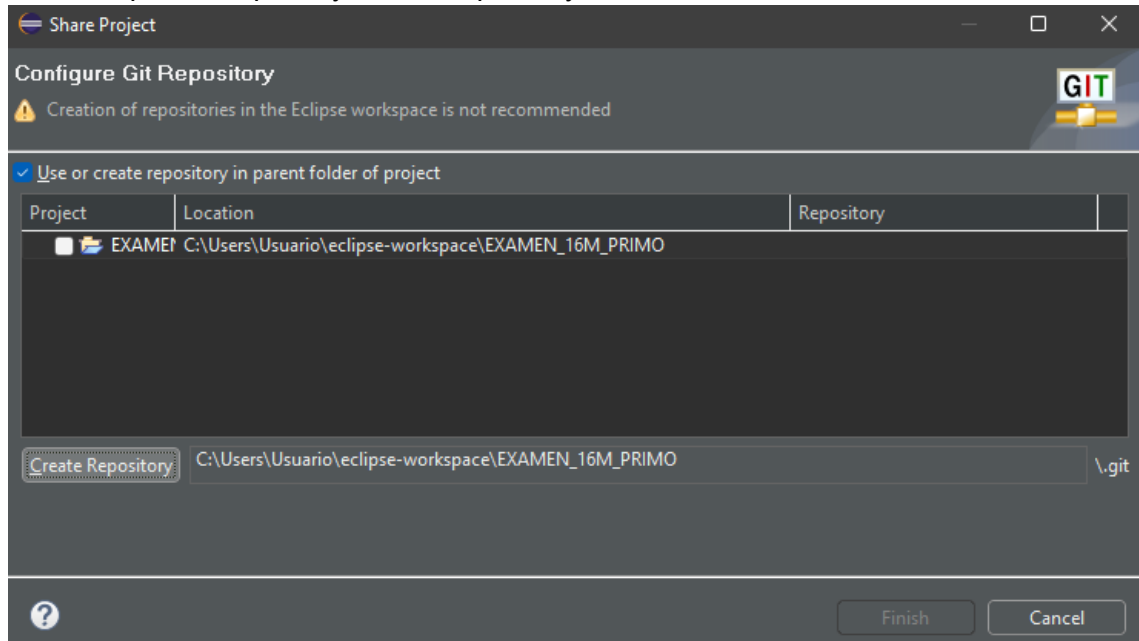 Share Project
Configure Git Repository
GIT
Creation of repositories in the Eclipse workspace is not recommended
Use or create repository in parent folder of project
Project Location Repository
EXAMEN C:\Users\Usuario\eclipse-workspace\EXAMEN_16M_PRIMO
Create Repository C:\Users\Usuario\eclipse-workspace\EXAMEN_16M_PRIMO \.git
? Finish Cancel